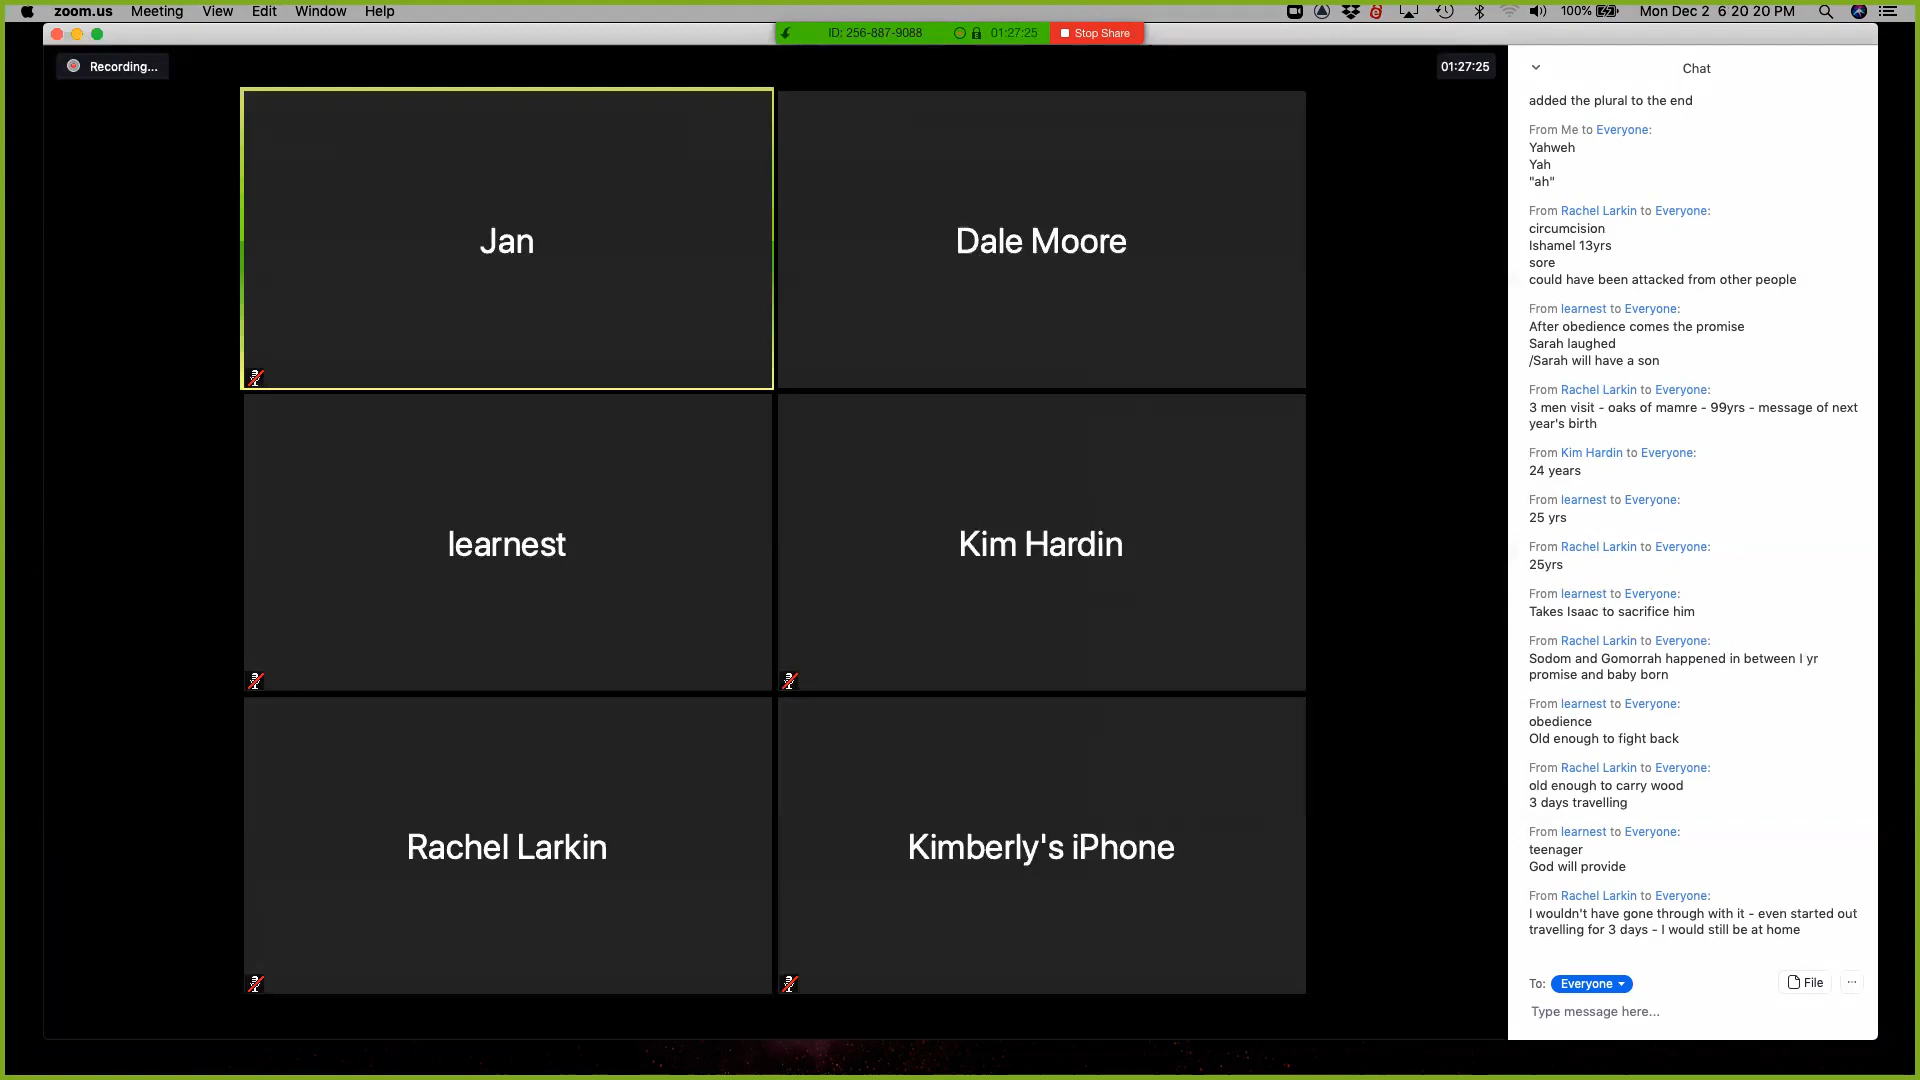 zoom.us Meeting View Edit Window Help 100% Mon Dec 2 6 20 20 PM
ID: 256-887-9088 01:27:25 Stop Share
Recording...
01:27:25
Jan
Dale Moore
learnest
Kim Hardin
Rachel Larkin
Kimberly's iPhone
Chat
added the plural to the end
From Me to Everyone:
Yahweh
Yah
"ah"
From Rachel Larkin to Everyone:
circumcision
Ishamel 13yrs
sore
could have been attacked from other people
From learnest to Everyone:
After obedience comes the promise
Sarah laughed
/Sarah will have a son
From Rachel Larkin to Everyone:
3 men visit - oaks of mamre - 99yrs - message of next
year's birth
From Kim Hardin to Everyone:
24 years
From learnest to Everyone:
25 yrs
From Rachel Larkin to Everyone:
25yrs
From learnest to Everyone:
Takes Isaac to sacrifice him
From Rachel Larkin to Everyone:
Sodom and Gomorrah happened in between I yr
promise and baby born
From learnest to Everyone:
obedience
Old enough to fight back
From Rachel Larkin to Everyone:
old enough to carry wood
3 days travelling
From learnest to Everyone:
teenager
God will provide
From Rachel Larkin to Everyone:
I wouldn't have gone through with it - even started out
travelling for 3 days - I would still be at home
To: Everyone File ...
Type message here...